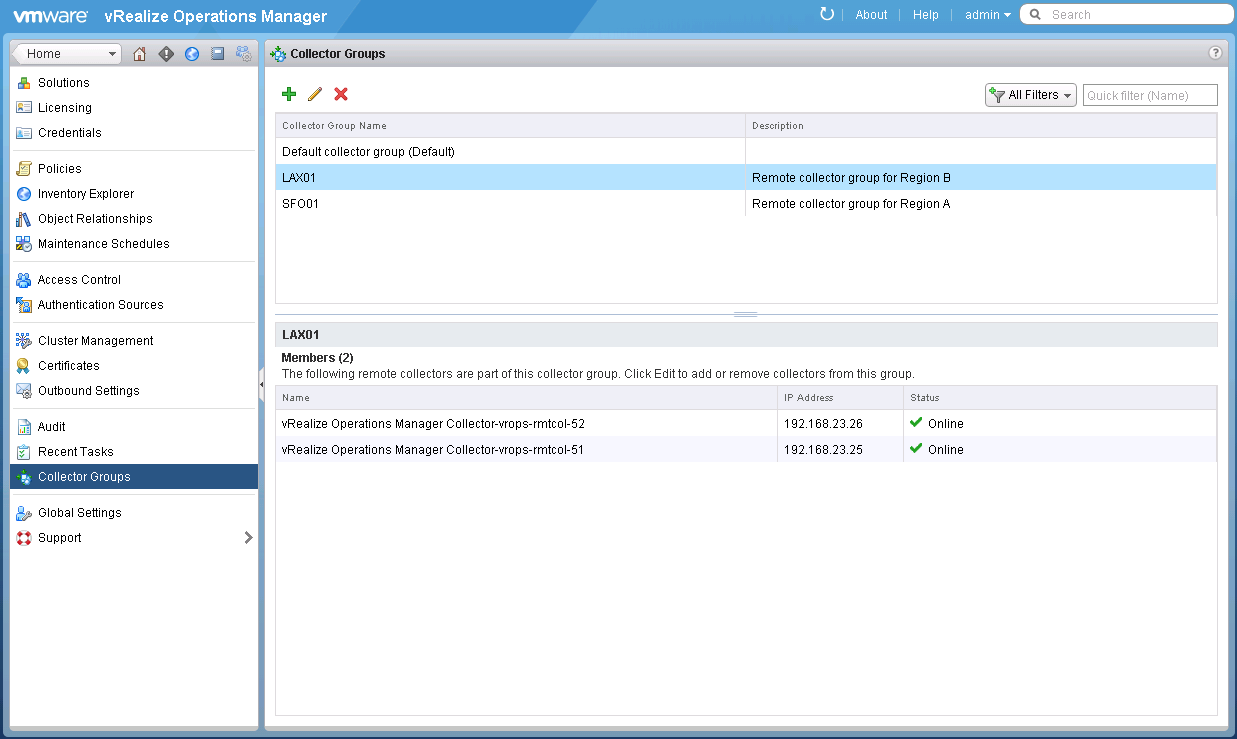 vmware vRealize Operations Manager About Help admin Search
Home
Solutions
Licensing
Credentials
Policies
Inventory Explorer
Object Relationships
Maintenance Schedules
Access Control
Authentication Sources
Cluster Management
Certificates
Outbound Settings
Audit
Recent Tasks
Collector Groups
Global Settings
Support
Collector Groups ?
All Filters Quick filter (Name)
Collector Group Name Description
Default collector group (Default)
LAX01 Remote collector group for Region B
SFO01 Remote collector group for Region A
LAX01
Members (2)
The following remote collectors are part of this collector group. Click Edit to add or remove collectors from this group.
Name IP Address Status
vRealize Operations Manager Collector-vrops-rmtcol-52 192.168.23.26 Online
vRealize Operations Manager Collector-vrops-rmtcol-51 192.168.23.25 Online